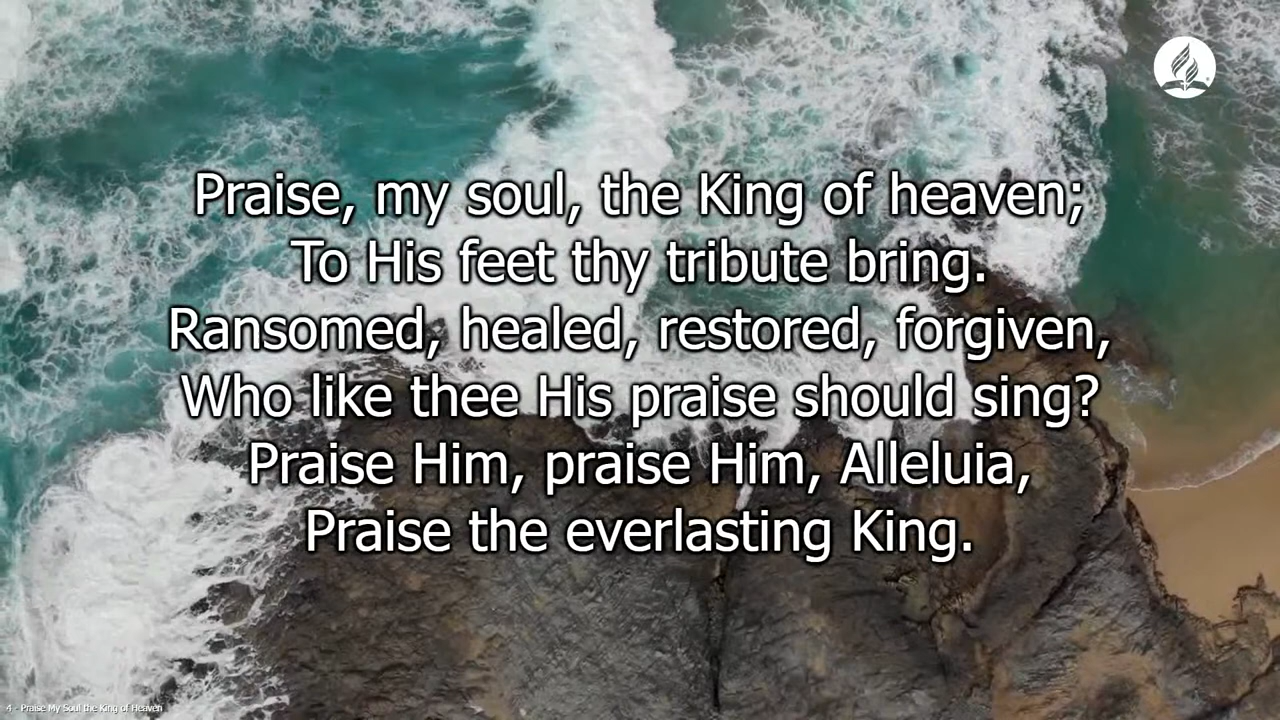 Praise, my soul, the King of heaven;
To His feet thy tribute bring.
Ransomed, healed, restored, forgiven,
Who like thee His praise should sing?
Praise Him, praise Him, Alleluia,
Praise the everlasting King.
4 - Praise My Soul the King of Heaven